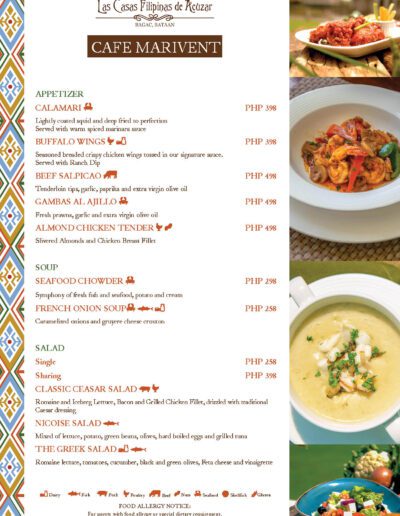 Las Casas Filipinas de Acuzar
BAGAC, BATAAN
CAFE MARIVENT
APPETIZER
CALAMARI PHP 398
Lightly coated squid and deep fried to perfection
Served with warm spiced marinara sauce
BUFFALO WINGS PHP 398
Seasoned breaded crispy chicken wings tossed in our signature sauce.
Served with Ranch Dip
BEEF SALPICAO PHP 498
Tenderloin tips, garlic, paprika and extra virgin olive oil
GAMBAS AL AJILLO PHP 498
Fresh prawns, garlic and extra virgin olive oil
ALMOND CHICKEN TENDER PHP 498
Slivered Almonds and Chicken Breast Fillet
SOUP
SEAFOOD CHOWDER PHP 298
Symphony of fresh fish and seafood, potato and cream
FRENCH ONION SOUP PHP 258
Caramelized onions and gruyere cheese crouton
SALAD
Single PHP 258
Sharing PHP 398
CLASSIC CEASAR SALAD
Romaine and Iceberg Lettuce, Bacon and Grilled Chicken Fillet, drizzled with traditional
Caesar dressing
NICOISE SALAD
Mixed of lettuce, potato, green beans, olives, hard boiled eggs and grilled tuna
THE GREEK SALAD
Romaine lettuce, tomatoes, cucumber, black and green olives, Feta cheese and vinaigrette
Dairy Fish Pork Poultry Beef Nuts Seafood Shellfish Gluten
FOOD ALLERGY NOTICE:
For guests with food allergy or special dietary requirement,